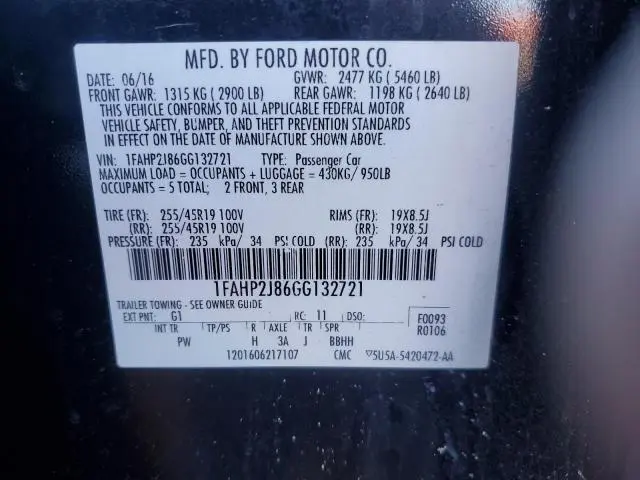 MFD. BY FORD MOTOR CO.
DATE: 06/16 GVWR: 2477 KG ( 5460 LB)
FRONT GAWR: 1315 KG ( 2900 LB) REAR GAWR: 1198 KG ( 2640 LB)
THIS VEHICLE CONFORMS TO ALL APPLICABLE FEDERAL MOTOR
VEHICLE SAFETY, BUMPER, AND THEFT PREVENTION STANDARDS
IN EFFECT ON THE DATE OF MANUFACTURE SHOWN ABOVE.
VIN: 1FAHP2J86GG132721 TYPE: Passenger Car
MAXIMUM LOAD = OCCUPANTS + LUGGAGE = 430KG/ 950LB
OCCUPANTS = 5 TOTAL; 2 FRONT, 3 REAR
TIRE (FR): 255/45R19 100V RIMS (FR): 19X8.5J
(RR): 255/45R19 100V (RR): 19X8.5J
PRESSURE (FR): 235 kPa/ 34 PSI COLD (RR): 235 kPa/ 34 PSI COLD
1FAHP2J86GG132721
TRAILER TOWING - SEE OWNER GUIDE
EXT PNT: G1 RC: 11 DSO: F0093
R0106
INT TR TP/PS R AXLE TR SPR
PW H 3A J BBHH
1201606217107 CMC ▽5U5A-5420472-AA